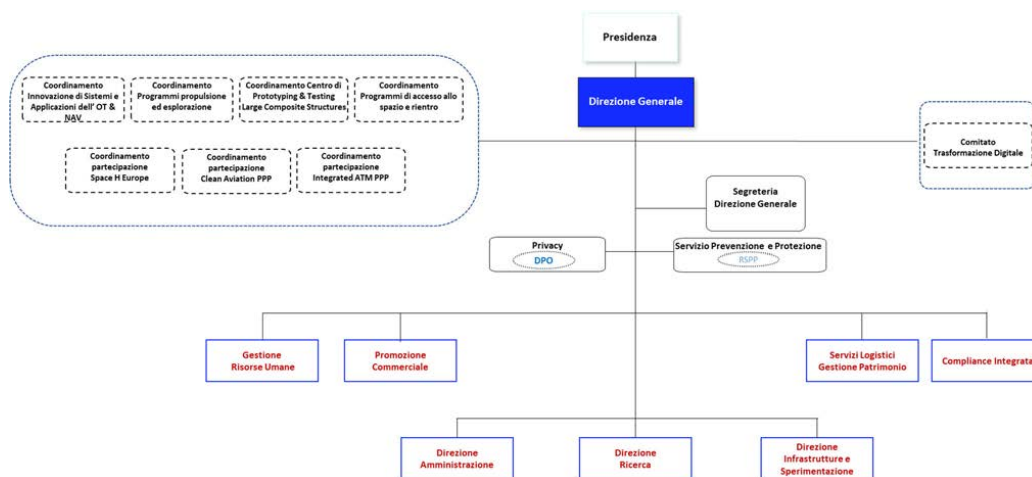 Presidenza
Direzione Generale
Coordinamento
Innovazione di Sistemi e
Applicazioni dell' OT &
NAV
Coordinamento
Programmi propulsione
ed esplorazione
Coordinamento Centro di
Prototyping & Testing
Large Composite Structures
Coordinamento
Programmi di accesso allo
spazio e rientro
Coordinamento
partecipazione
Space H Europe
Coordinamento
partecipazione
Clean Aviation PPP
Coordinamento
partecipazione
Integrated ATM PPP
Comitato
Trasformazione Digitale
Segreteria
Direzione Generale
Privacy
DPO
Servizio Prevenzione e Protezione
RSPP
Gestione
Risorse Umane
Promozione
Commerciale
Servizi Logistici
Gestione Patrimonio
Compliance Integrata
Direzione
Amministrazione
Direzione
Ricerca
Direzione
Infrastrutture e
Sperimentazione